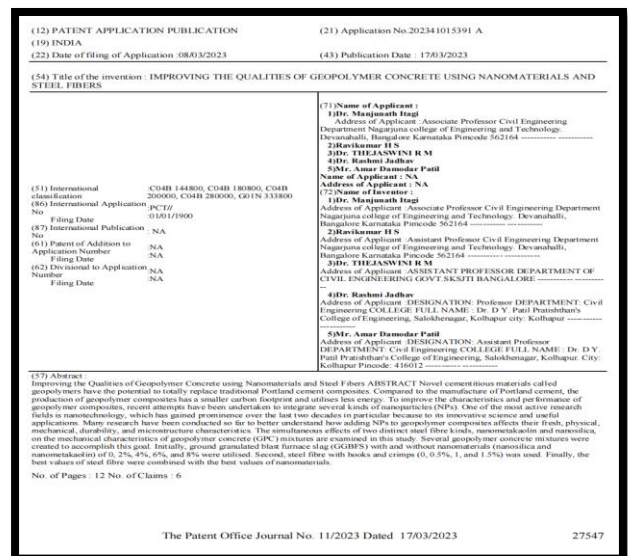 (12) PATENT APPLICATION PUBLICATION
(21) Application No.202341015391 A
(19) INDIA
(22) Date of filing of Application :08/03/2023
(43) Publication Date : 17/03/2023
(54) Title of the invention : IMPROVING THE QUALITIES OF GEOPOLYMER CONCRETE USING NANOMATERIALS AND
STEEL FIBERS
(51) International
classification
:C04B 144800, C04B 180800, C04B
200000, C04B 280000, G01N 333800
(86) International Application
No
:PCT//
Filing Date
:01/01/1900
(87) International Publication
No
: NA
(61) Patent of Addition to
Application Number
:NA
Filing Date
:NA
(62) Divisional to Application
Number
:NA
Filing Date
:NA
(71)Name of Applicant :
1)Dr. Manjunath Itagi
Address of Applicant :Associate Professor Civil Engineering
Department Nagarjuna college of Engineering and Technology.
Devanahalli, Bangalore Karnataka Pimcode 562164 ----------- -----------
2)Ravikumar H S
3)Dr. THEJASWINI R M
4)Dr. Rashmi Jadhav
5)Mr. Amar Damodar Patil
Name of Applicant : NA
Address of Applicant : NA
(72)Name of Inventor :
1)Dr. Manjunath Itagi
Address of Applicant :Associate Professor Civil Engineering Department
Nagarjuna college of Engineering and Technology. Devanahalli,
Bangalore Karnataka Pimcode 562164 ----------- -----------
2)Ravikumar H S
Address of Applicant :Assistant Professor Civil Engineering Department
Nagarjuna college of Engineering and Technology. Devanahalli,
Bangalore Karnataka Pincode 562164 ----------- -----------
3)Dr. THEJASWINI R M
Address of Applicant :ASSISTANT PROFESSOR DEPARTMENT OF
CIVIL ENGINEERING GOVT.SKSJTI BANGALORE ----------- -----------
--
4)Dr. Rashmi Jadhav
Address of Applicant :DESIGNATION: Professor DEPARTMENT: Civil
Engineering COLLEGE FULL NAME : Dr. D Y. Patil Pratishthan's
College of Engineering, Salokhenagar, Kolhapur city: Kolhapur -----------
-----------
5)Mr. Amar Damodar Patil
Address of Applicant :DESIGNATION: Assistant Professor
DEPARTMENT: Civil Engineering COLLEGE FULL NAME : Dr. D Y.
Patil Pratishthan's College of Engineering, Salokhenagar, Kolhapur. City:
Kolhapur Pincode: 416012 ----------- -----------
(57) Abstract :
Improving the Qualities of Geopolymer Concrete using Nanomaterials and Steel Fibers ABSTRACT Novel cementitious materials called
geopolymers have the potential to totally replace traditional Portland cement composites. Compared to the manufacture of Portland cement, the
production of geopolymer composites has a smaller carbon footprint and utilises less energy. To improve the characteristics and performance of
geopolymer composites, recent attempts have been undertaken to integrate several kinds of nanoparticles (NPs). One of the most active research
fields is nanotechnology, which has gained prominence over the last two decades in particular because to its innovative science and useful
applications. Many research have been conducted so far to better understand how adding NPs to geopolymer composites affects their fresh, physical,
mechanical, durability, and microstructure characteristics. The simultaneous effects of two distinct steel fibre kinds, nanometakaolin and nanosilica,
on the mechanical characteristics of geopolymer concrete (GPC) mixtures are examined in this study. Several geopolymer concrete mixtures were
created to accomplish this goal. Initially, ground granulated blast furnace slag (GGBFS) with and without nanomaterials (nanosilica and
nanometakaolin) of 0, 2%, 4%, 6%, and 8% were utilised. Second, steel fibre with hooks and crimps (0, 0.5%, 1, and 1.5%) was used. Finally, the
best values of steel fibre were combined with the best values of nanomaterials.
No. of Pages : 12 No. of Claims : 6
The Patent Office Journal No. 11/2023 Dated 17/03/2023
27547